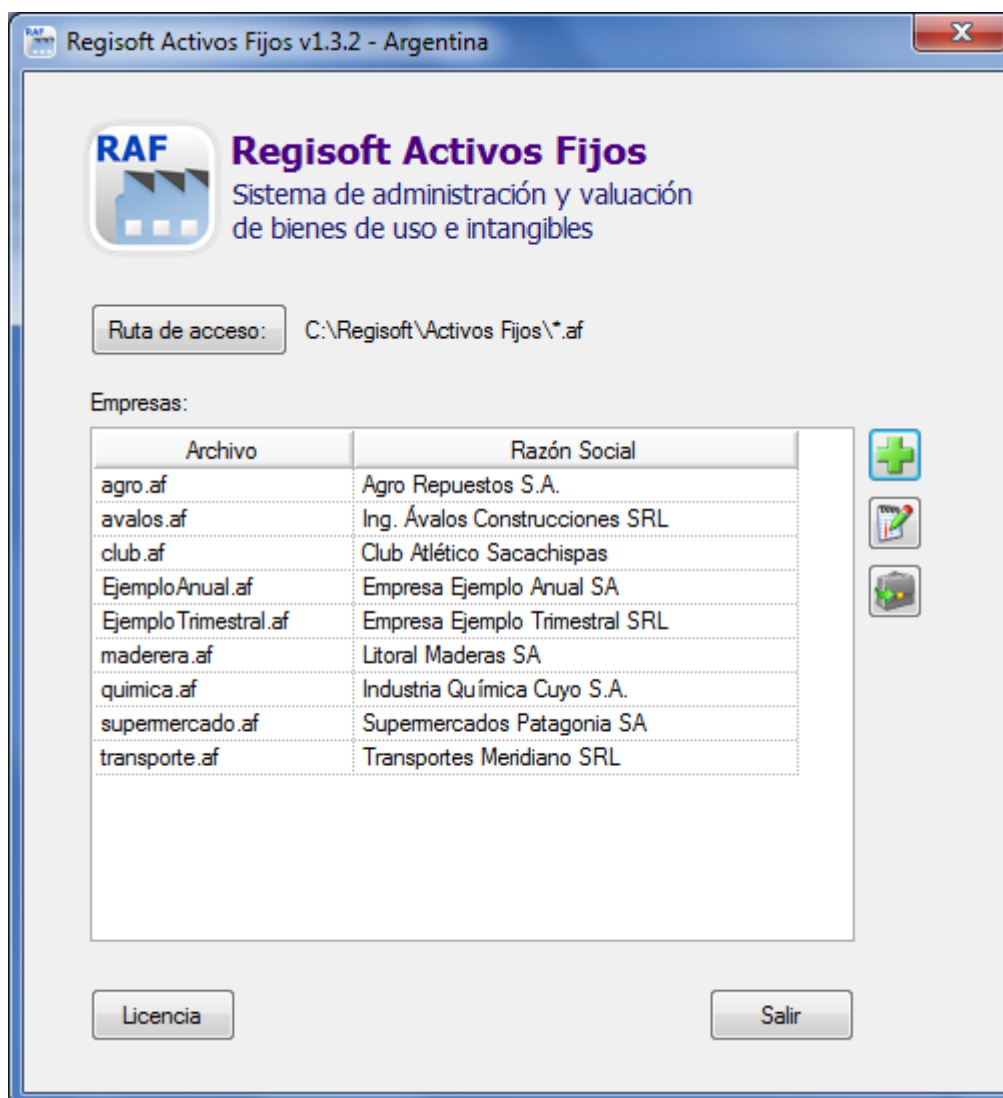 Regisoft Activos Fijos v1.3.2 - Argentina
RAF
Regisoft Activos Fijos
Sistema de administración y valuación
de bienes de uso e intangibles
Ruta de acceso: C:\Regisoft\Activos Fijos\*.af
Empresas:
Archivo Razón Social
agro.af Agro Repuestos S.A.
avalos.af Ing. Ávalos Construcciones SRL
club.af Club Atlético Sacachispas
EjemploAnual.af Empresa Ejemplo Anual SA
EjemploTrimestral.af Empresa Ejemplo Trimestral SRL
maderera.af Litoral Maderas SA
quimica.af Industria Química Cuyo S.A.
supermercado.af Supermercados Patagonia SA
transporte.af Transportes Meridiano SRL
Licencia Salir